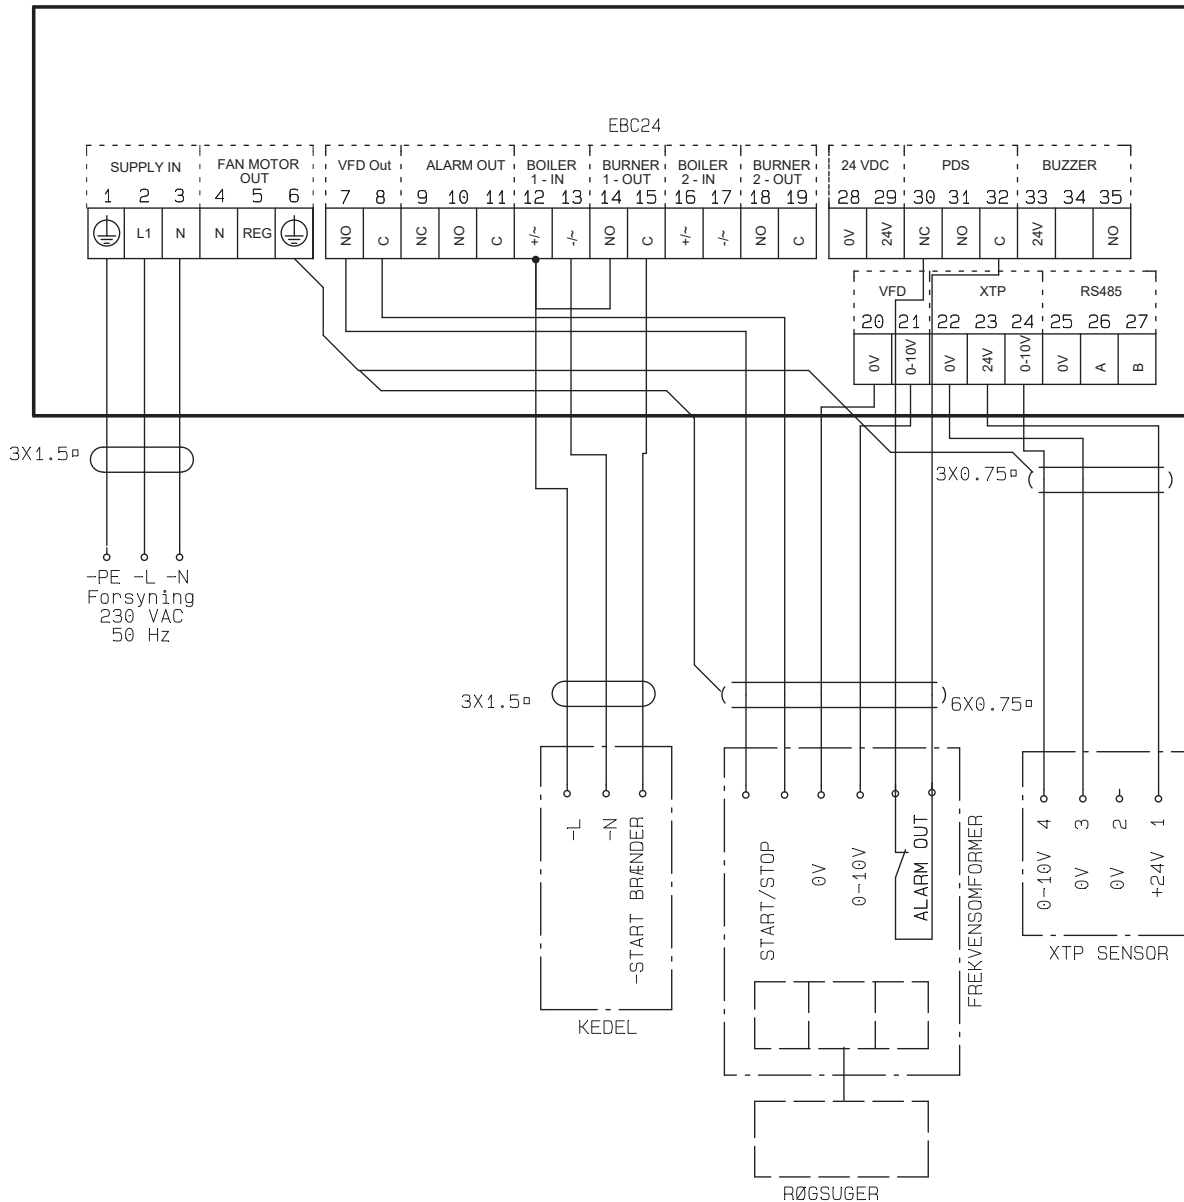 EBC24
SUPPLY IN
FAN MOTOR
OUT
VFD Out
ALARM OUT
BOILER
1 - IN
BURNER
1 - OUT
BOILER
2 - IN
BURNER
2 - OUT
24 VDC
PDS
BUZZER
1 2 3 4 5 6 7 8 9 10 11 12 13 14 15 16 17 18 19 28 29 30 31 32 33 34 35
L1 N N REG NO C NC NO C +/~ -/~ NO C +/~ -/~ NO C 0V 24V NC NO C 24V NO
VFD
XTP
RS485
20 21 22 23 24 25 26 27
0V 0-10V 0V 24V 0-10V 0V A B
3X1.5▫
3X0.75▫
-PE -L -N
Forsyning
230 VAC
50 Hz
3X1.5▫
6X0.75▫
-L
-N
-START BRÆNDER
KEDEL
START/STOP
0V
0-10V
ALARM OUT
FREKVENSOMFORMER
0-10V 4
0V 3
0V 2
+24V 1
XTP SENSOR
RØGSUGER